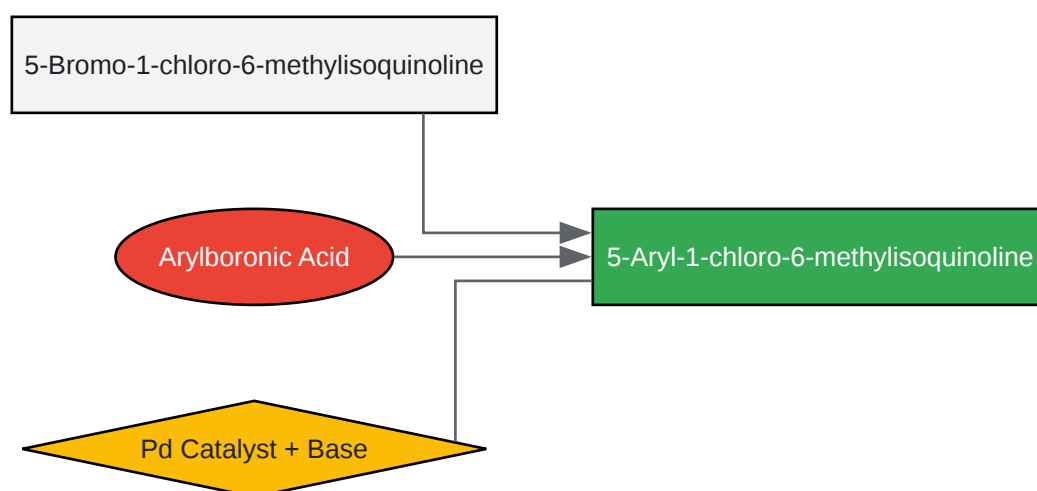 5-Bromo-1-chloro-6-methylisoquinoline
Arylboronic Acid
5-Aryl-1-chloro-6-methylisoquinoline
Pd Catalyst + Base